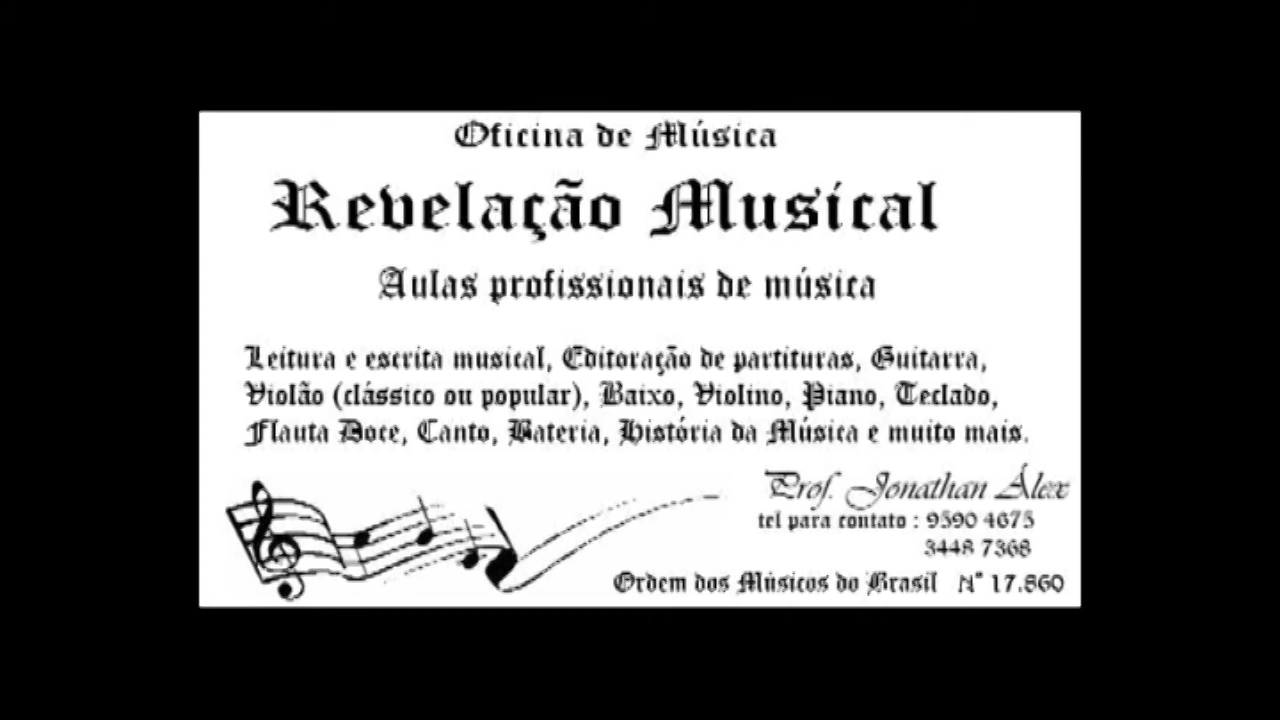 Oficina de Música
Revelação Musical
Aulas profissionais de música
Leitura e escrita musical, Editoração de partituras, Guitarra,
Violão (clássico ou popular), Baixo, Violino, Piano, Teclado,
Flauta Doce, Canto, Bateria, História da Música e muito mais.
Prof. Jonathan Álex
tel para contato : 9590 4675
3448 7368
Ordem dos Músicos do Brasil N° 17.860